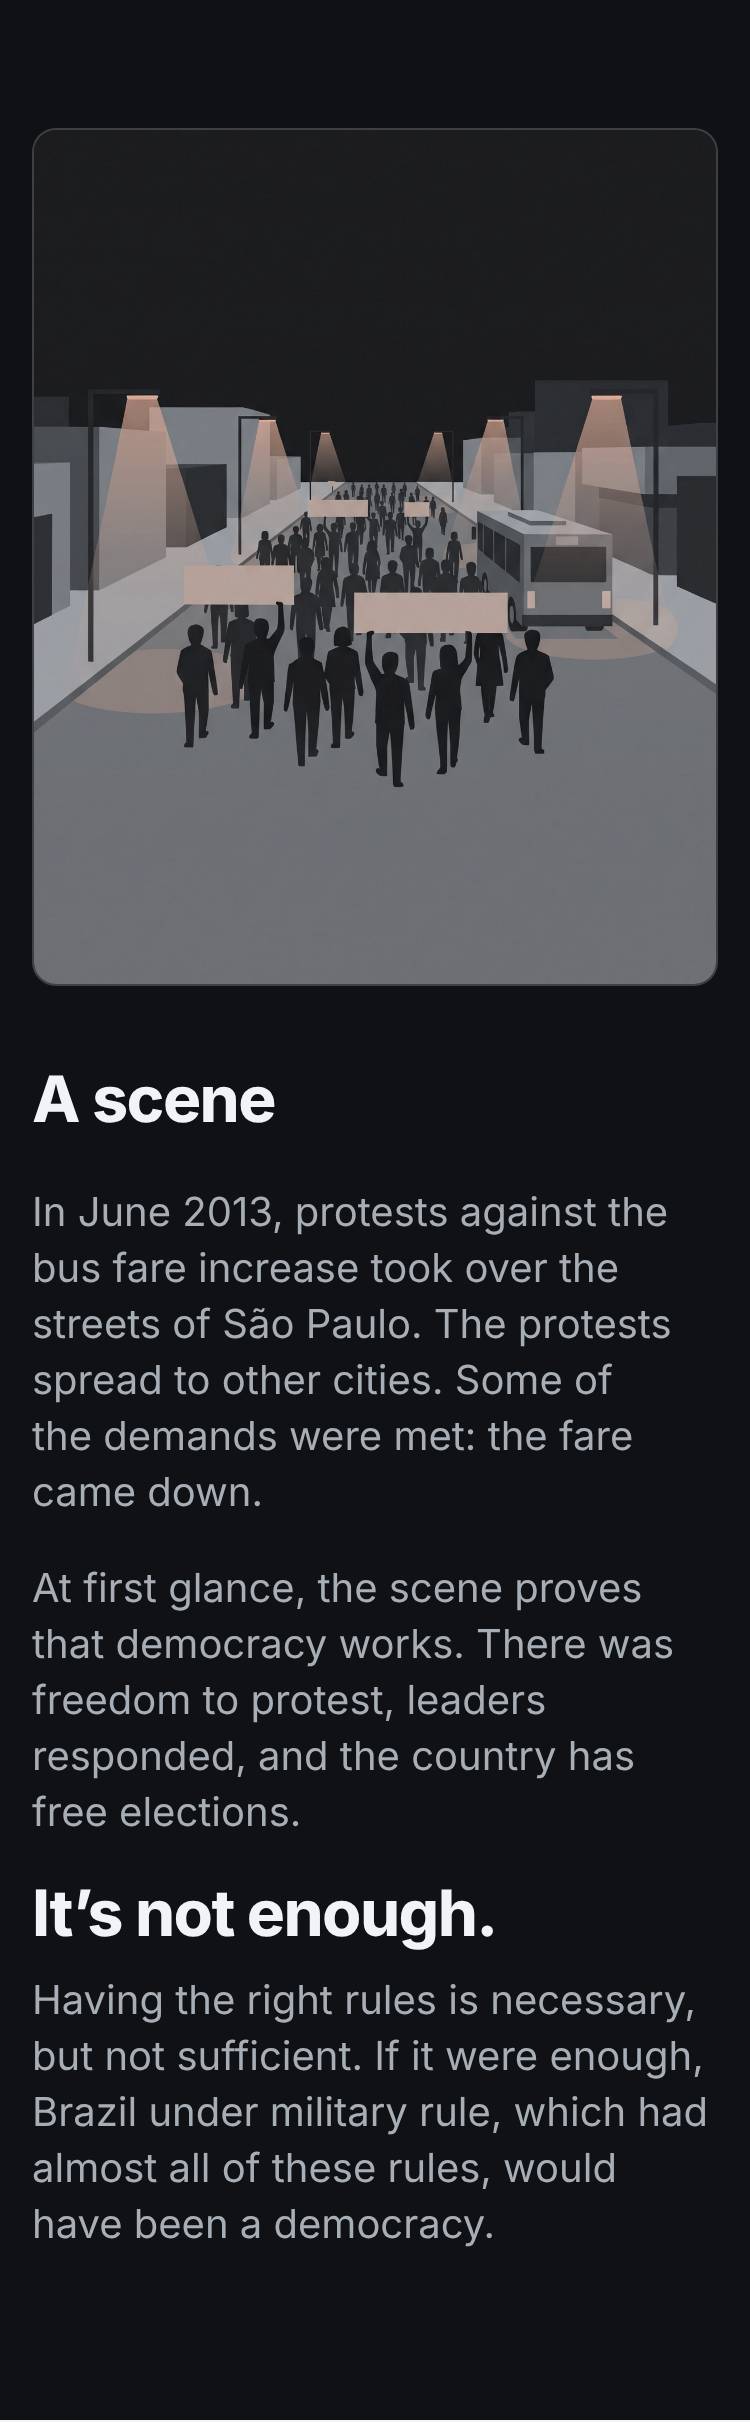 A scene
In June 2013, protests against the
bus fare increase took over the
streets of São Paulo. The protests
spread to other cities. Some of
the demands were met: the fare
came down.
At first glance, the scene proves
that democracy works. There was
freedom to protest, leaders
responded, and the country has
free elections.
It’s not enough.
Having the right rules is necessary,
but not sufficient. If it were enough,
Brazil under military rule, which had
almost all of these rules, would
have been a democracy.